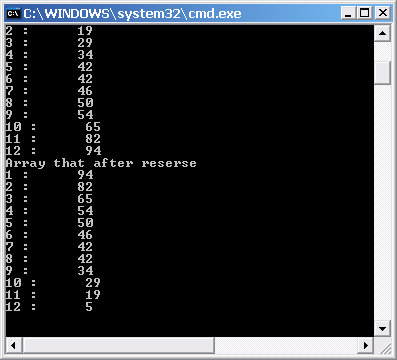 C:\WINDOWS\system32\cmd.exe
2 : 19
3 : 29
4 : 34
5 : 42
6 : 42
7 : 46
8 : 50
9 : 54
10 : 65
11 : 82
12 : 94
Array that after reserse
1 : 94
2 : 82
3 : 65
4 : 54
5 : 50
6 : 46
7 : 42
8 : 42
9 : 34
10 : 29
11 : 19
12 : 5